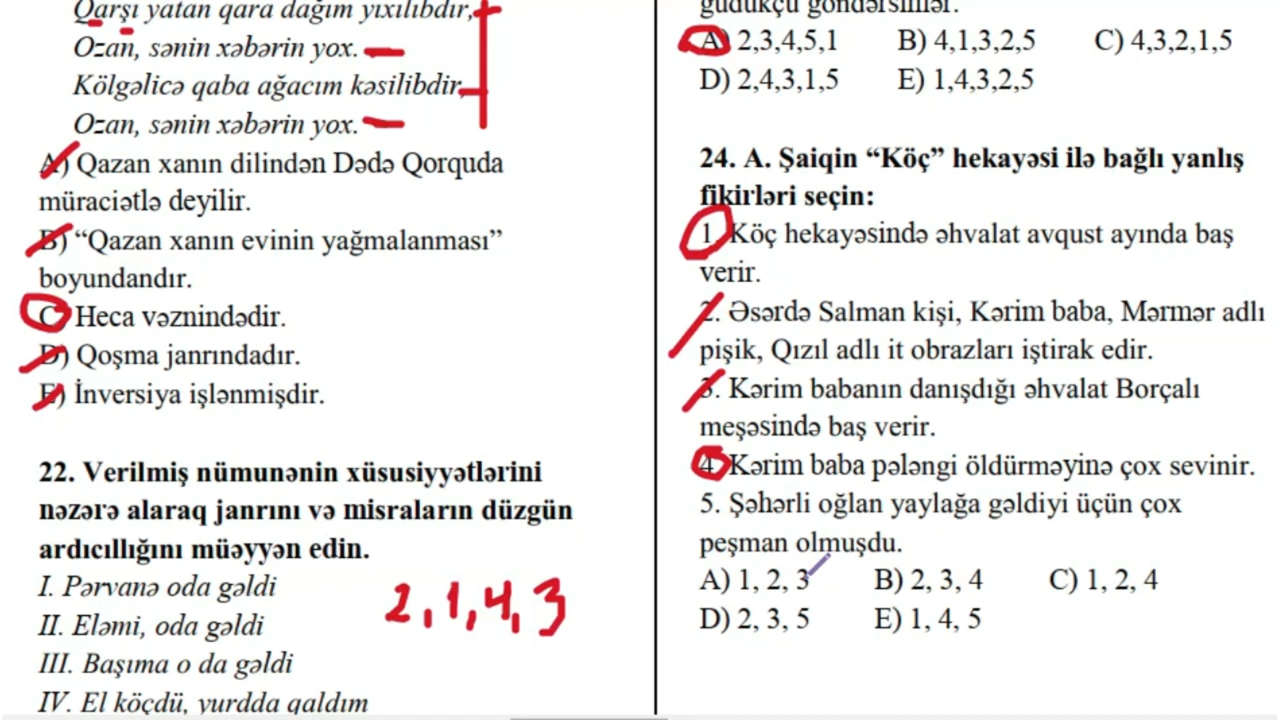 Qarşı yatan qara dağım yıxılıbdır,
Ozan, sənin xəbərin yox.
Kölgəlicə qaba ağacım kəsilibdir,
Ozan, sənin xəbərin yox.
A) Qazan xanın dilindən Dədə Qorquda
müraciətlə deyilir.
B) “Qazan xanın evinin yağmalanması”
boyundandır.
C) Heca vəznindədir.
D) Qoşma janrındadır.
E) İnversiya işlənmişdir.
22. Verilmiş nümunənin xüsusiyyətlərini
nəzərə alaraq janrını və misraların düzgün
ardıcıllığını müəyyən edin.
I. Pərvanə oda gəldi
II. Eləmi, oda gəldi
III. Başıma o da gəldi
IV. El köçdü, yurdda qaldım
2, 1, 4, 3
güdükçü göndərsinlər.
A) 2,3,4,5,1 B) 4,1,3,2,5 C) 4,3,2,1,5
D) 2,4,3,1,5 E) 1,4,3,2,5
24. A. Şaiqin “Köç” hekayəsi ilə bağlı yanlış
fikirləri seçin:
1. Köç hekayəsində əhvalat avqust ayında baş
verir.
2. Əsərdə Salman kişi, Kərim baba, Mərmər adlı
pişik, Qızıl adlı it obrazları iştirak edir.
3. Kərim babanın danışdığı əhvalat Borçalı
meşəsində baş verir.
4. Kərim baba pələngi öldürməyinə çox sevinir.
5. Şəhərli oğlan yaylağa gəldiyi üçün çox
peşman olmuşdu.
A) 1, 2, 3 B) 2, 3, 4 C) 1, 2, 4
D) 2, 3, 5 E) 1, 4, 5